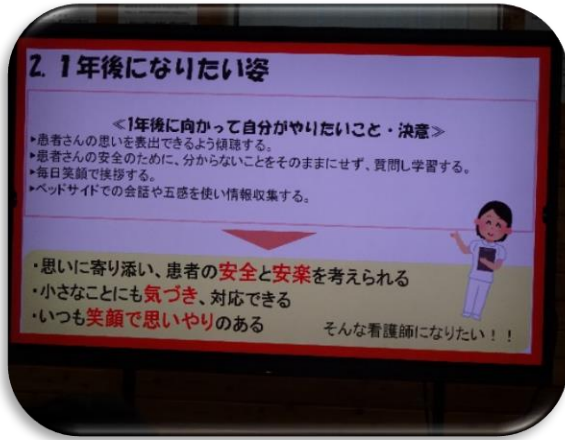 2. 1年後になりたい姿
≪1年後に向かって自分がやりたいこと・決意≫
▸患者さんの思いを表出できるよう傾聴する。
▸患者さんの安全のために、分からないことをそのままにせず、質問し学習する。
▸毎日笑顔で挨拶する。
▸ベッドサイドでの会話や五感を使い情報収集する。
・思いに寄り添い、患者の安全と安楽を考えられる
・小さなことにも気づき、対応できる
・いつも笑顔で思いやりのある
そんな看護師になりたい！！